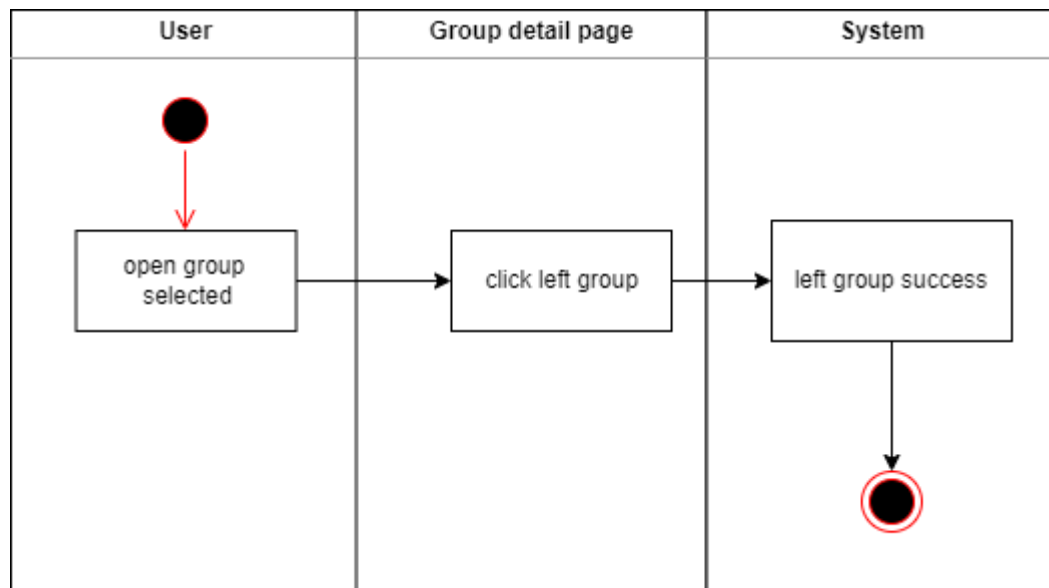 User
Group detail page
System
open group
selected
click left group
left group success